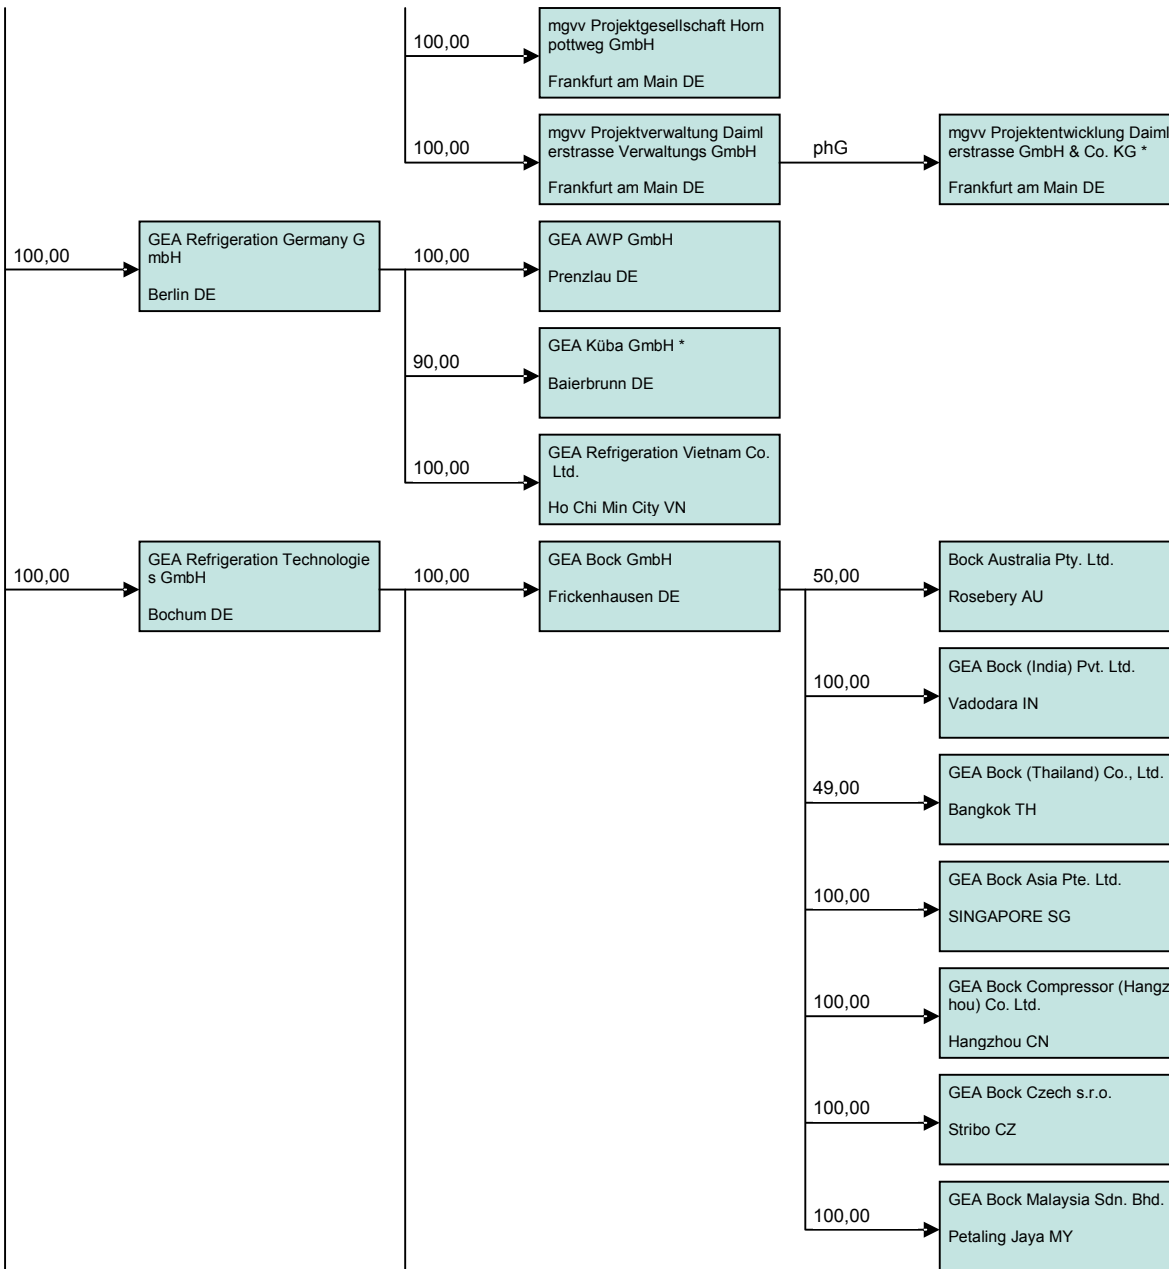 100,00
mgvv Projektgesellschaft Horn
pottweg GmbH
Frankfurt am Main DE
100,00
mgvv Projektverwaltung Daiml
erstrasse Verwaltungs GmbH
Frankfurt am Main DE
phG
mgvv Projektentwicklung Daiml
erstrasse GmbH & Co. KG *
Frankfurt am Main DE
100,00
GEA Refrigeration Germany G
mbH
Berlin DE
100,00
GEA AWP GmbH
Prenzlau DE
90,00
GEA Küba GmbH *
Baierbrunn DE
100,00
GEA Refrigeration Vietnam Co.
Ltd.
Ho Chi Min City VN
100,00
GEA Refrigeration Technologie
s GmbH
Bochum DE
100,00
GEA Bock GmbH
Frickenhausen DE
50,00
Bock Australia Pty. Ltd.
Rosebery AU
100,00
GEA Bock (India) Pvt. Ltd.
Vadodara IN
49,00
GEA Bock (Thailand) Co., Ltd.
Bangkok TH
100,00
GEA Bock Asia Pte. Ltd.
SINGAPORE SG
100,00
GEA Bock Compressor (Hangz
hou) Co. Ltd.
Hangzhou CN
100,00
GEA Bock Czech s.r.o.
Stribo CZ
100,00
GEA Bock Malaysia Sdn. Bhd.
Petaling Jaya MY